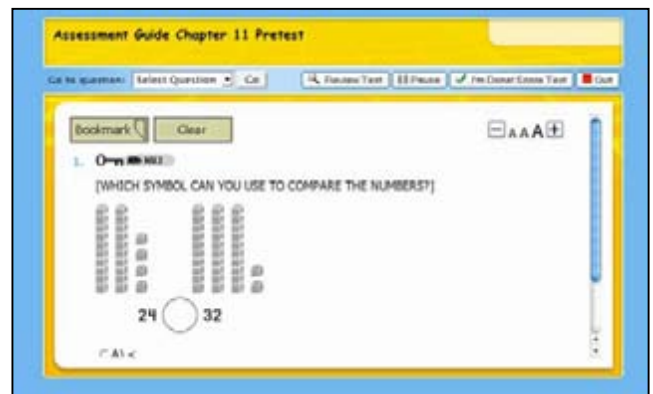 Assessment Guide Chapter 11 Pretest
Go to question: Select Question Go Review Test Pause I'm Done! Score Test Quit
Bookmark Clear A A A
1.
[WHICH SYMBOL CAN YOU USE TO COMPARE THE NUMBERS?]
24 32
A) <